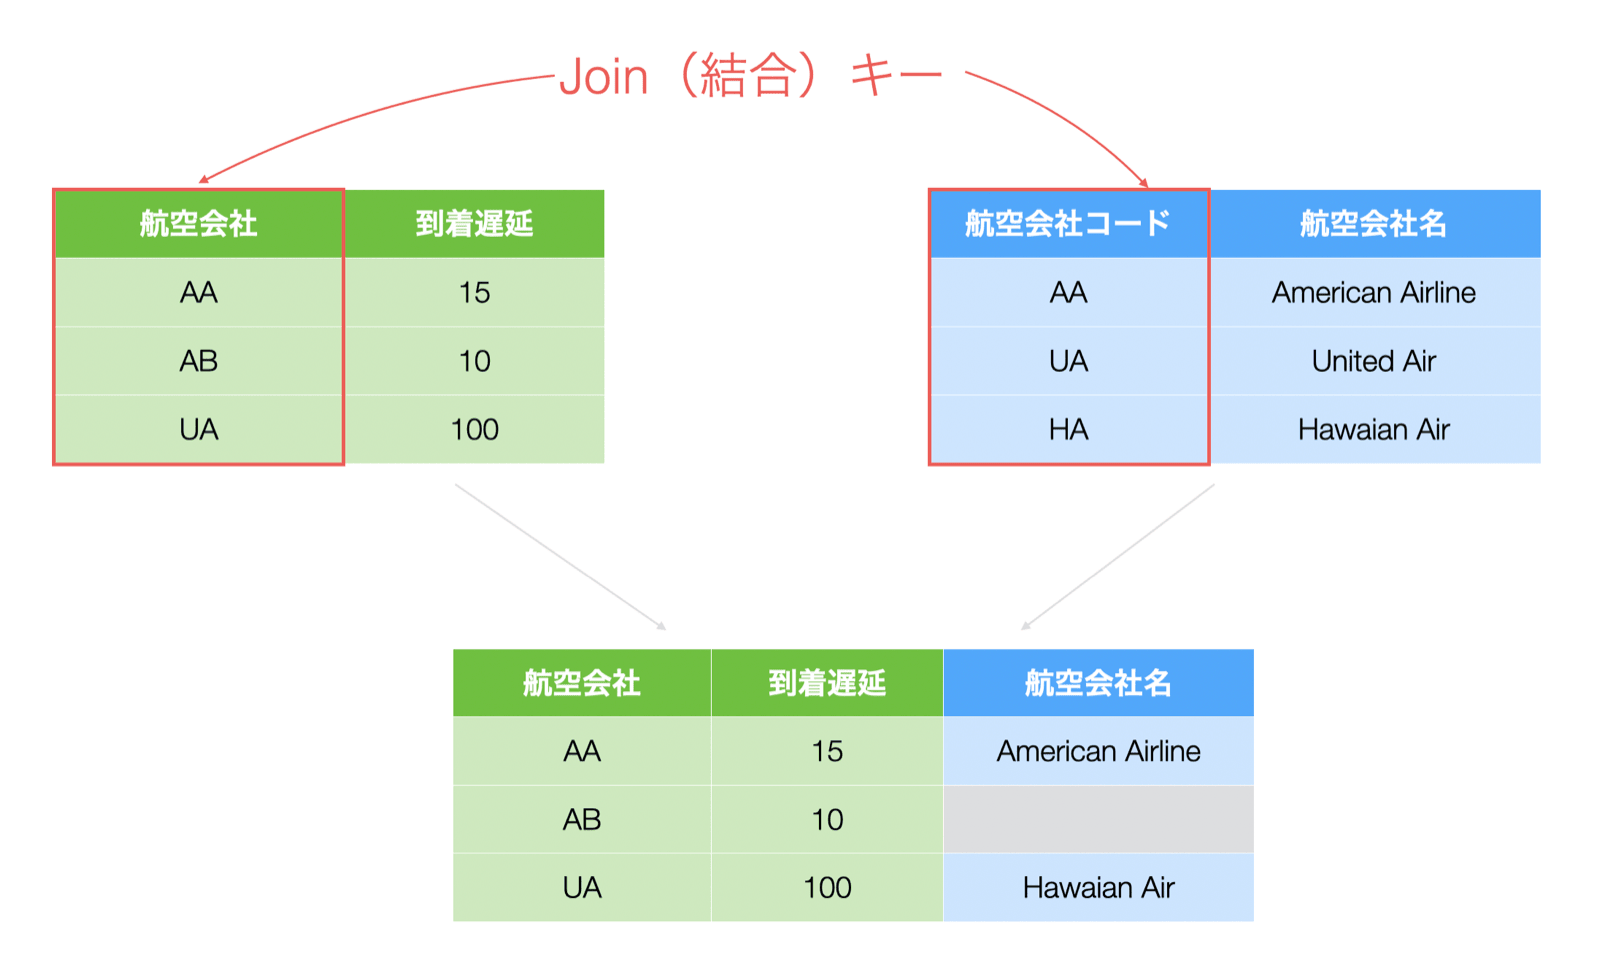 Join（結合）キー
航空会社 到着遅延
AA 15
AB 10
UA 100
航空会社コード 航空会社名
AA American Airline
UA United Air
HA Hawaian Air
航空会社 到着遅延 航空会社名
AA 15 American Airline
AB 10
UA 100 Hawaian Air